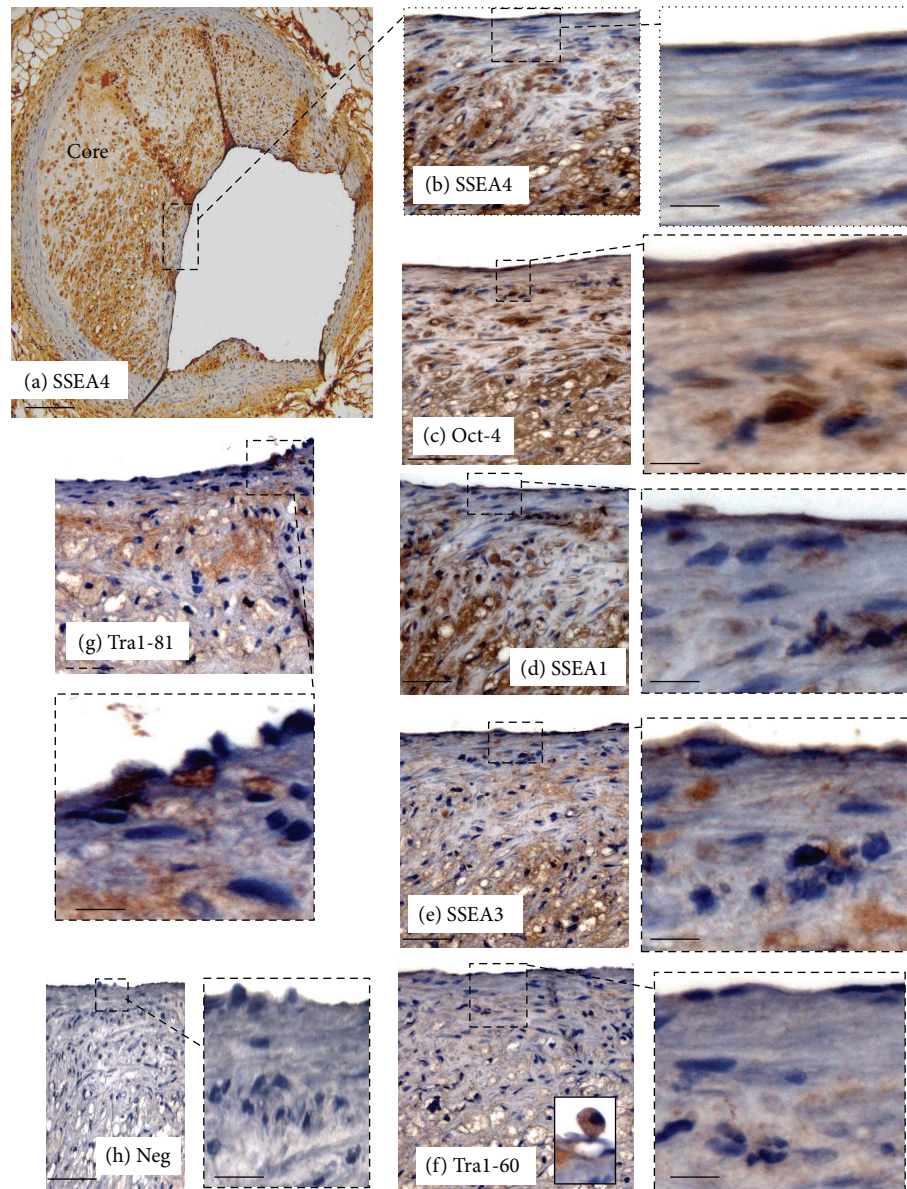 Core
(a) SSEA4
(b) SSEA4
(c) Oct-4
(d) SSEA1
(e) SSEA3
(f) Tra1-60
(g) Tra1-81
(h) Neg